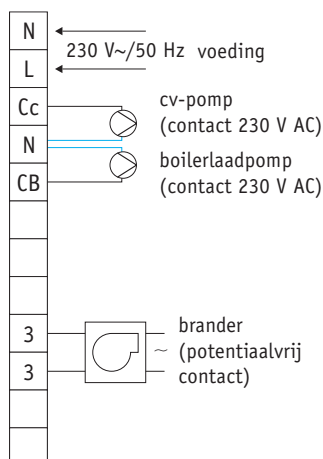 N
L
230 V~/50 Hz voeding
Cc
cv-pomp
(contact 230 V AC)
N
CB
boilerlaadpomp
(contact 230 V AC)
3
3
brander
~ (potentiaalvrij
contact)